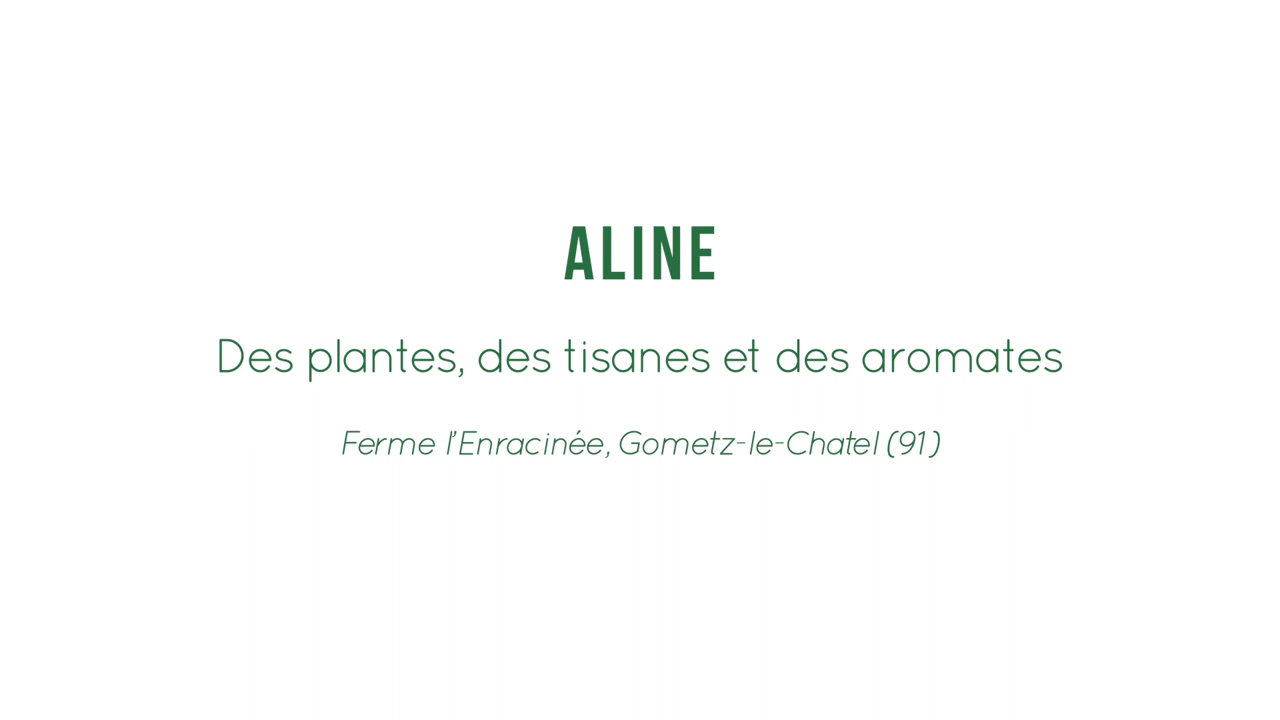 ALINE
Des plantes, des tisanes et des aromates
Ferme l'Enracinée, Gometz-le-Chatel (91)